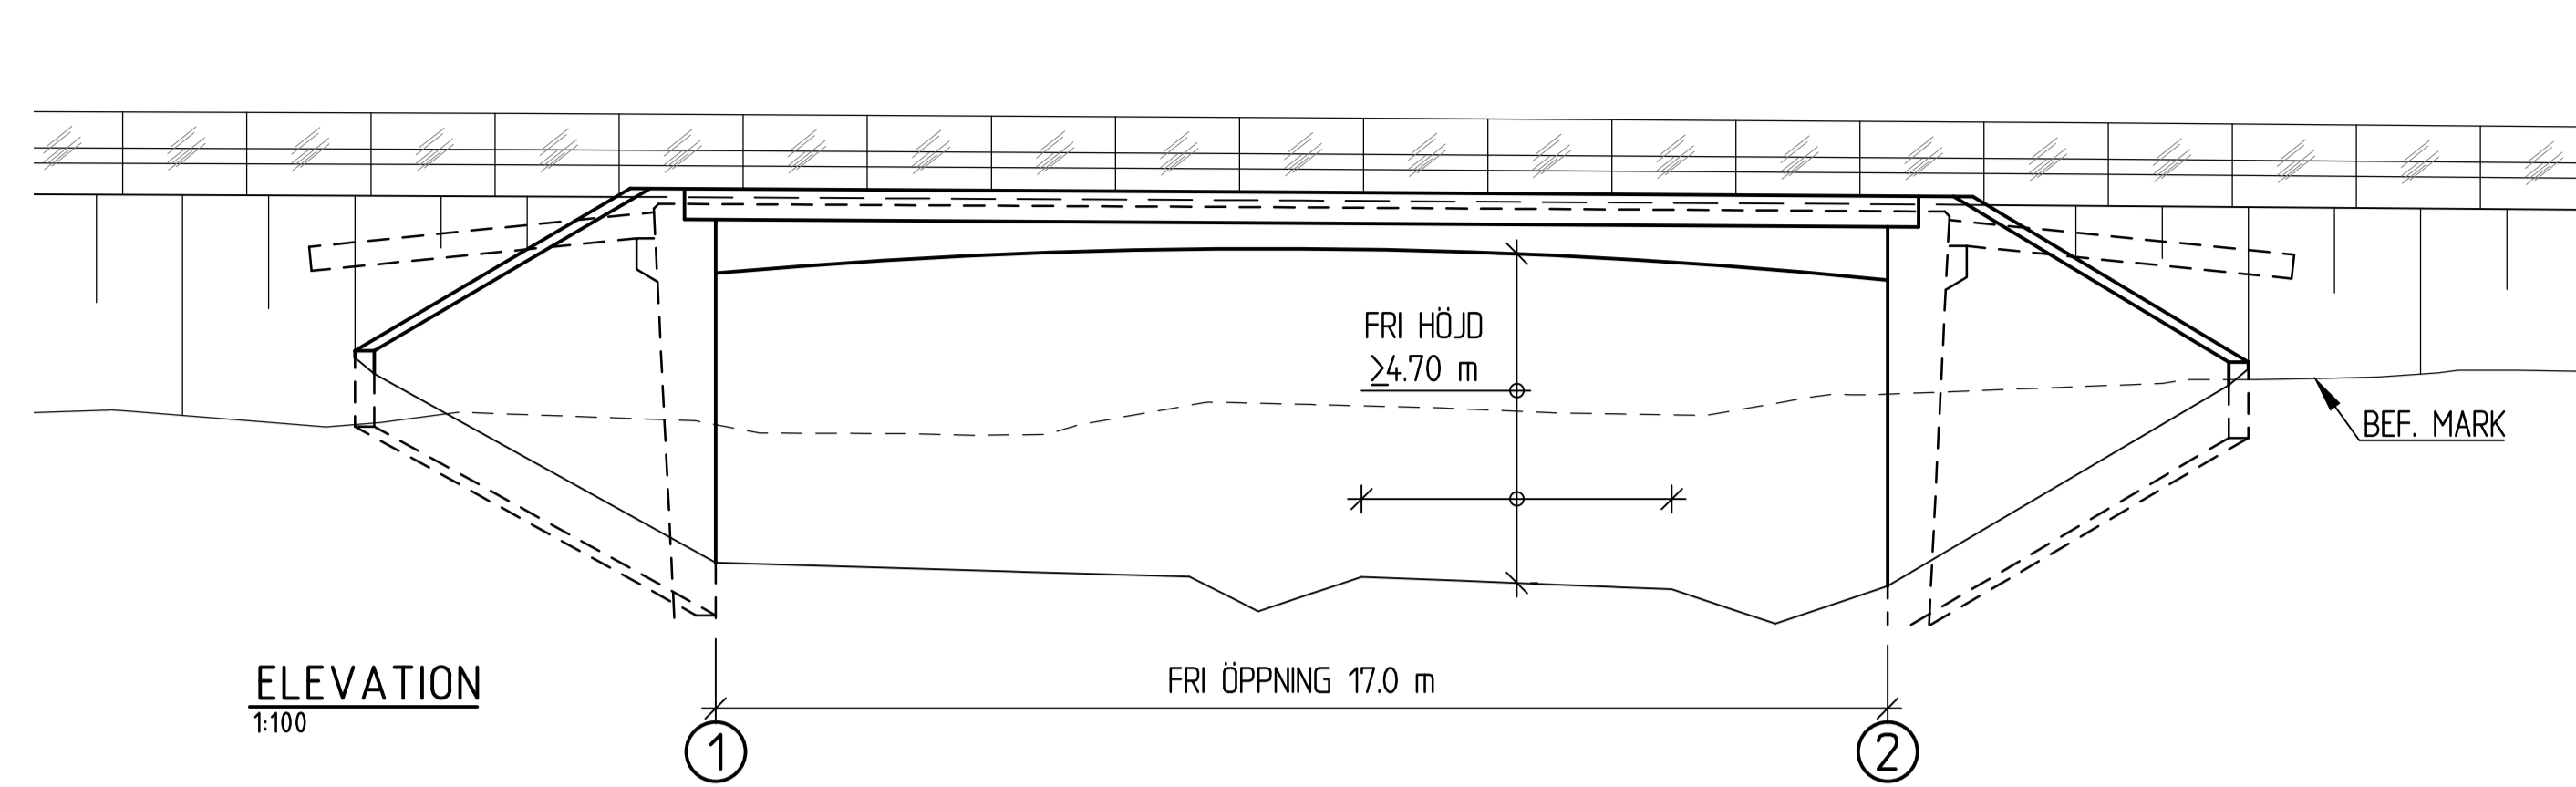 FRI HÖJD
≥4.70 m
BEF. MARK
ELEVATION
1:100
FRI ÖPPNING 17.0 m
1
2